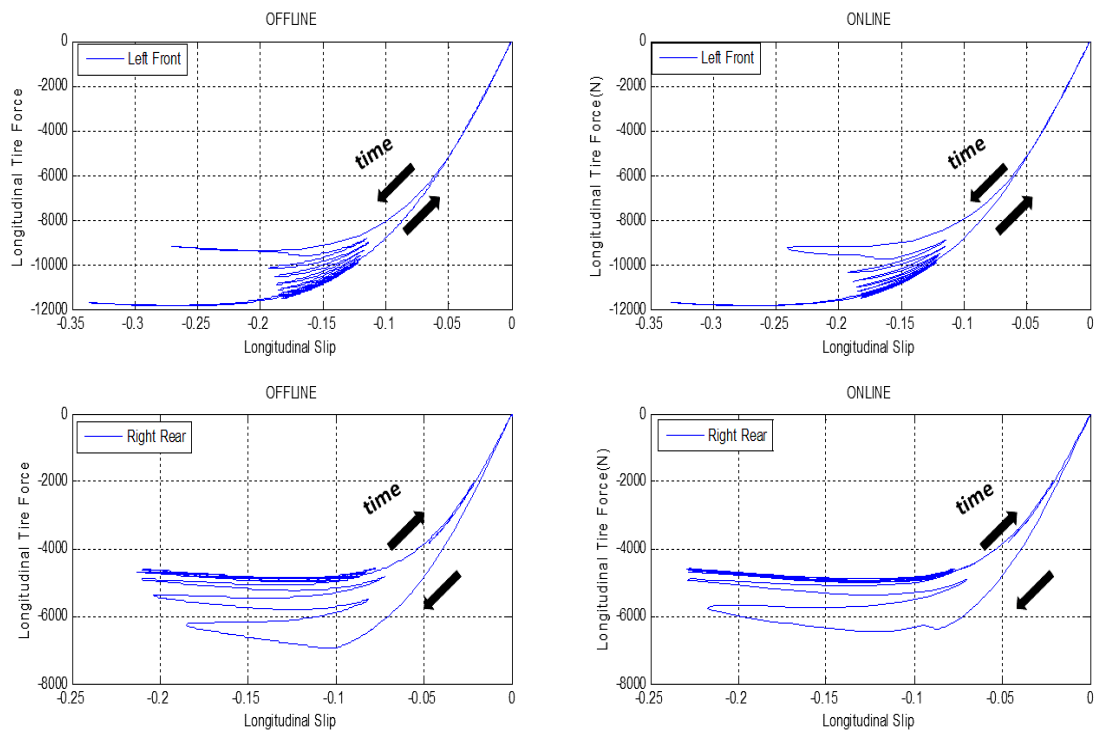 OFFLINE
Left Front
time
0
-2000
-4000
-6000
-8000
-10000
-12000
Longitudinal Tire Force
-0.35
-0.3
-0.25
-0.2
-0.15
-0.1
-0.05
0
Longitudinal Slip
ONLINE
Left Front
time
0
-2000
-4000
-6000
-8000
-10000
-12000
Longitudinal Tire Force(N)
-0.35
-0.3
-0.25
-0.2
-0.15
-0.1
-0.05
0
Longitudinal Slip
OFFLINE
Right Rear
time
0
-2000
-4000
-6000
-8000
Longitudinal Tire Force
-0.25
-0.2
-0.15
-0.1
-0.05
0
Longitudinal Slip
ONLINE
Right Rear
time
0
-2000
-4000
-6000
-8000
Longitudinal Tire Force(N)
-0.25
-0.2
-0.15
-0.1
-0.05
0
Longitudinal Slip